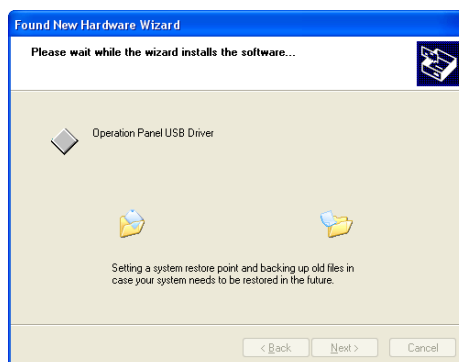 Found New Hardware Wizard
Please wait while the wizard installs the software...
Operation Panel USB Driver
Setting a system restore point and backing up old files in
case your system needs to be restored in the future.
< Back Next > Cancel